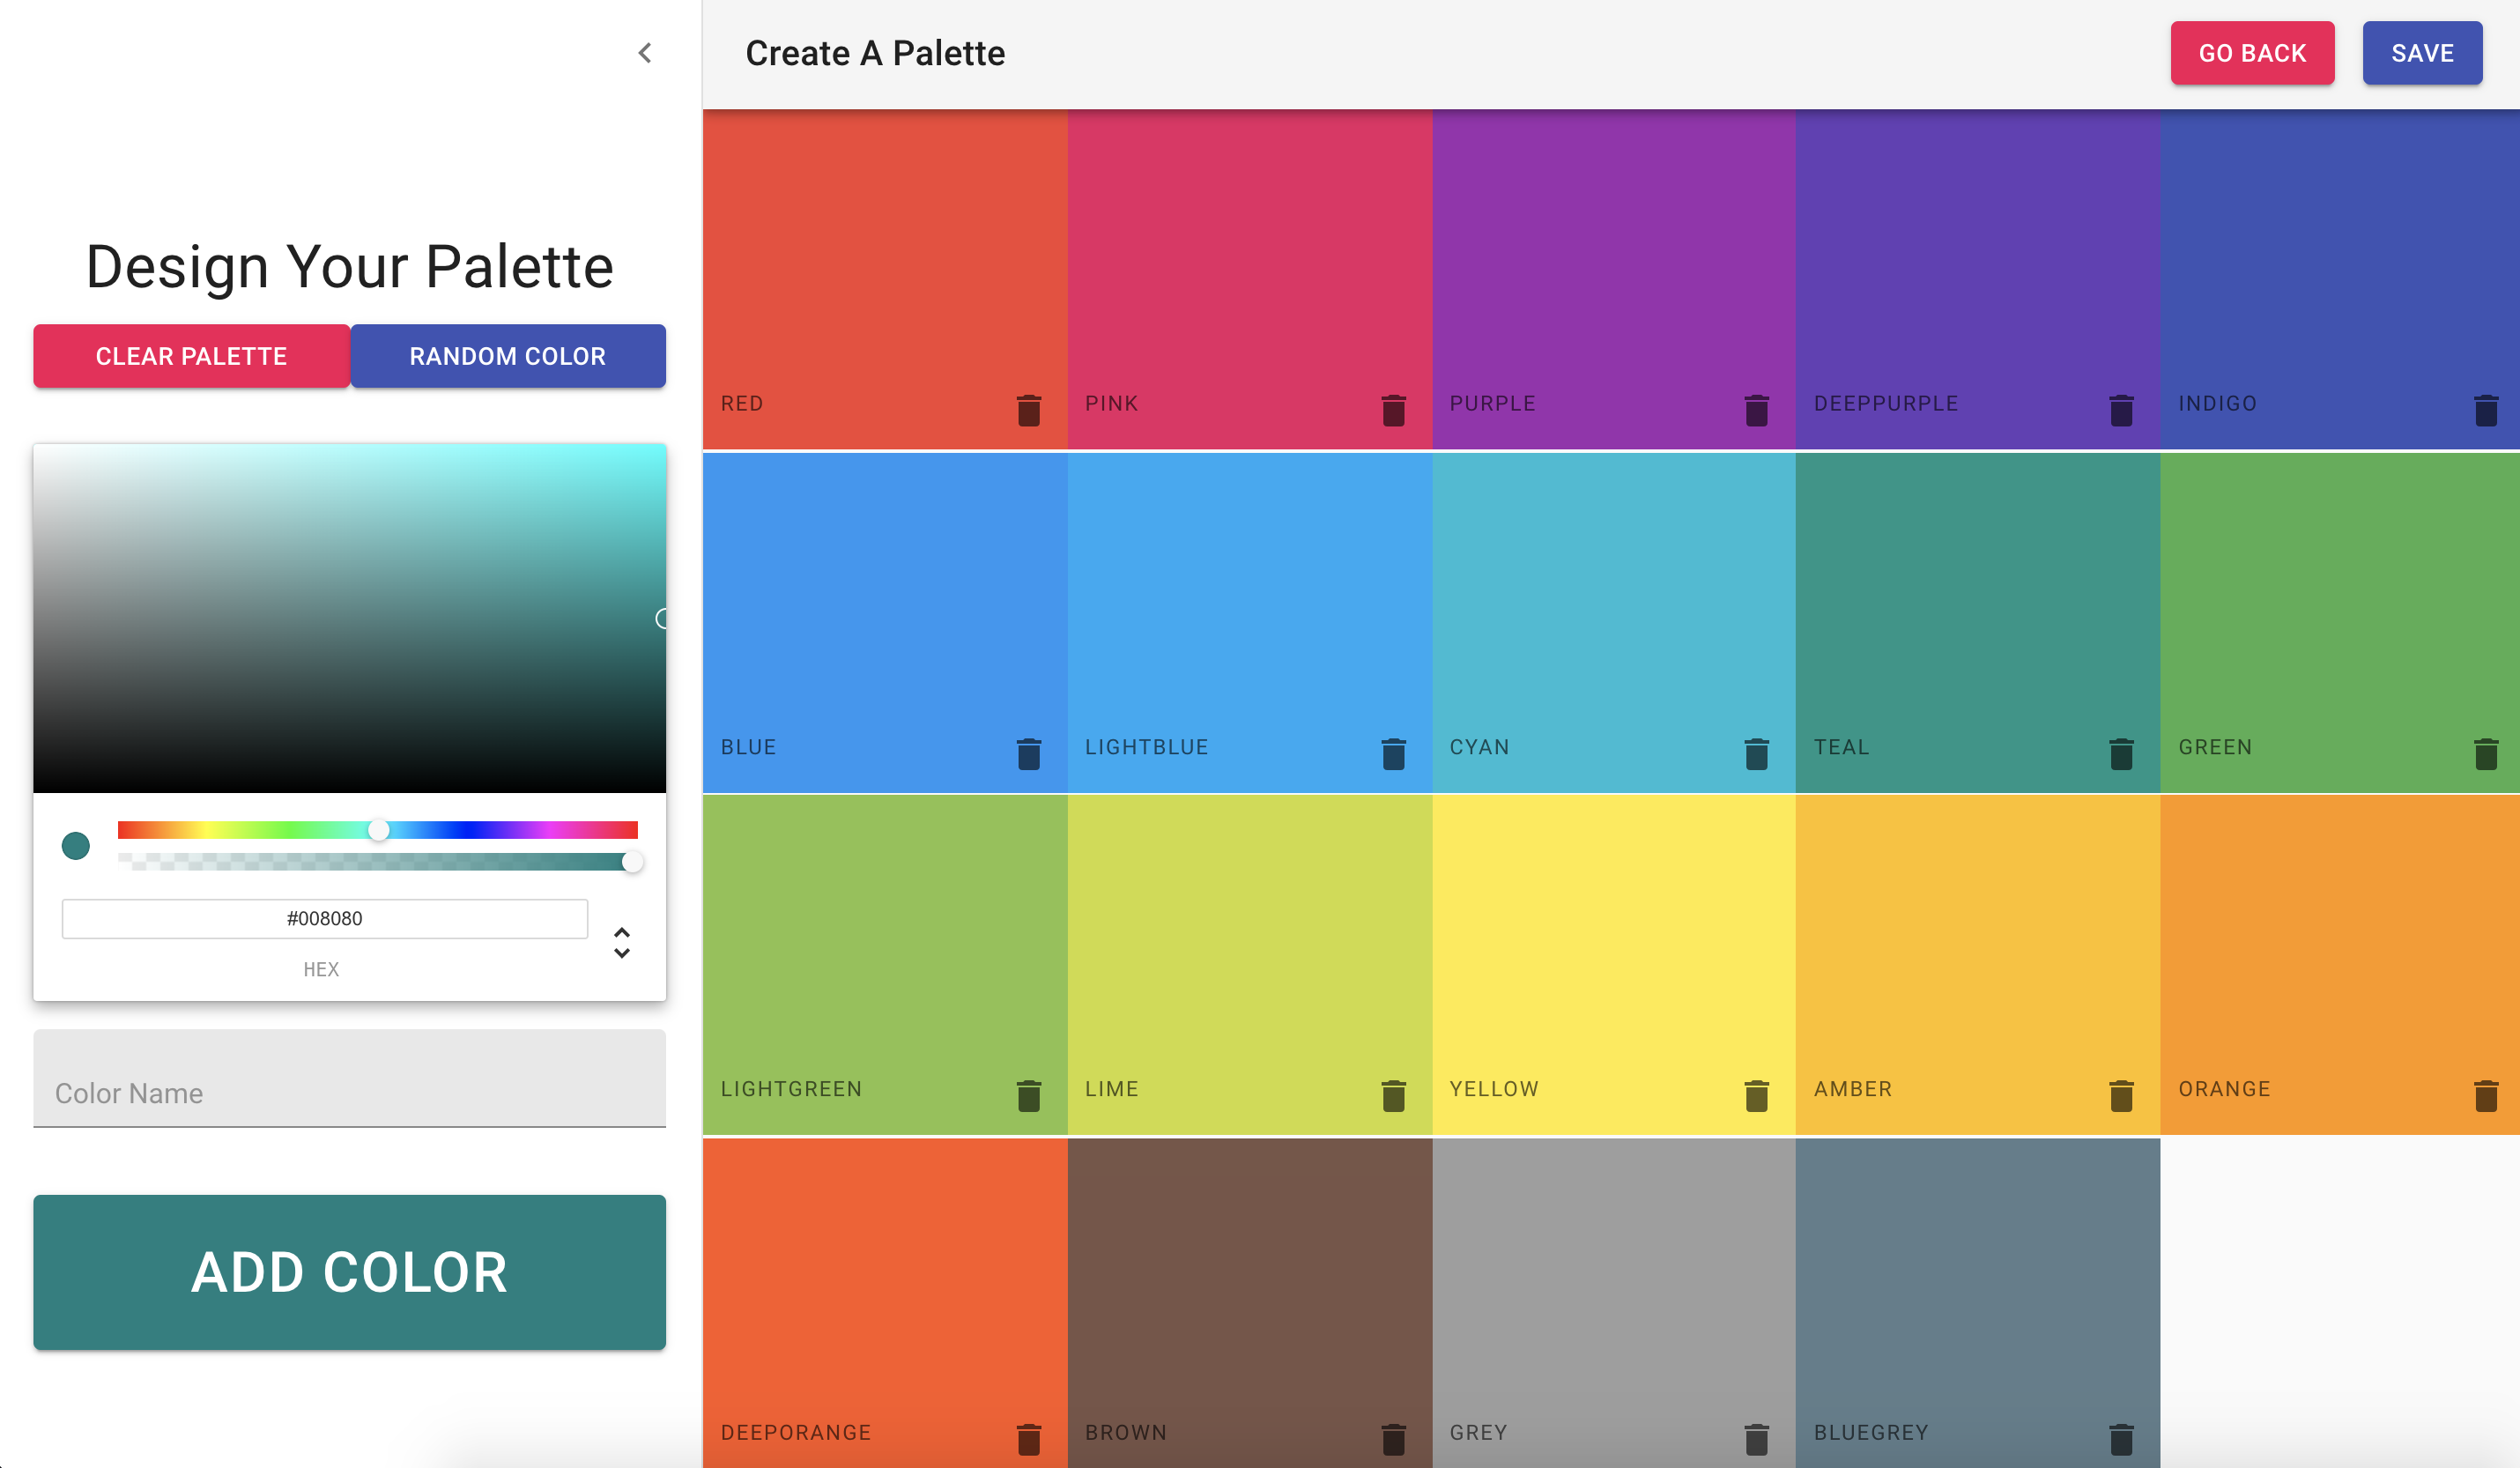 Create A Palette
GO BACK
SAVE
Design Your Palette
CLEAR PALETTE
RANDOM COLOR
#008080
HEX
Color Name
ADD COLOR
RED
PINK
PURPLE
DEEPPURPLE
INDIGO
BLUE
LIGHTBLUE
CYAN
TEAL
GREEN
LIGHTGREEN
LIME
YELLOW
AMBER
ORANGE
DEEPORANGE
BROWN
GREY
BLUEGREY